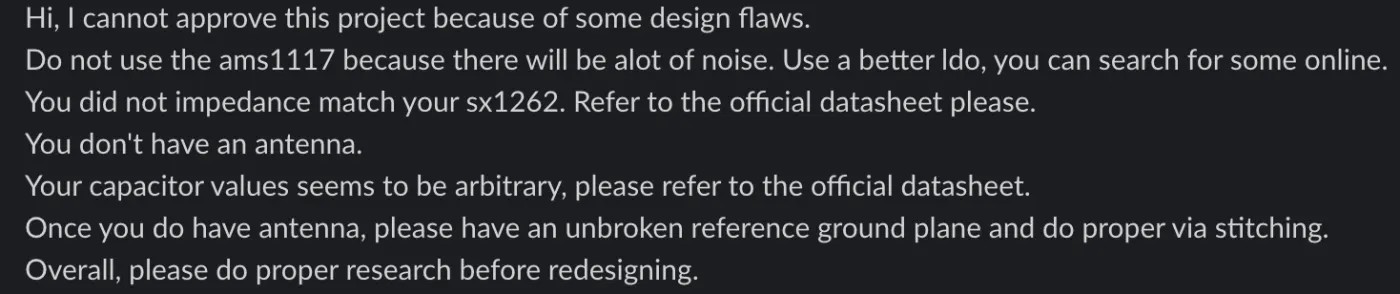 Hi, I cannot approve this project because of some design flaws.
Do not use the ams1117 because there will be alot of noise. Use a better ldo, you can search for some online.
You did not impedance match your sx1262. Refer to the official datasheet please.
You don't have an antenna.
Your capacitor values seems to be arbitrary, please refer to the official datasheet.
Once you do have antenna, please have an unbroken reference ground plane and do proper via stitching.
Overall, please do proper research before redesigning.